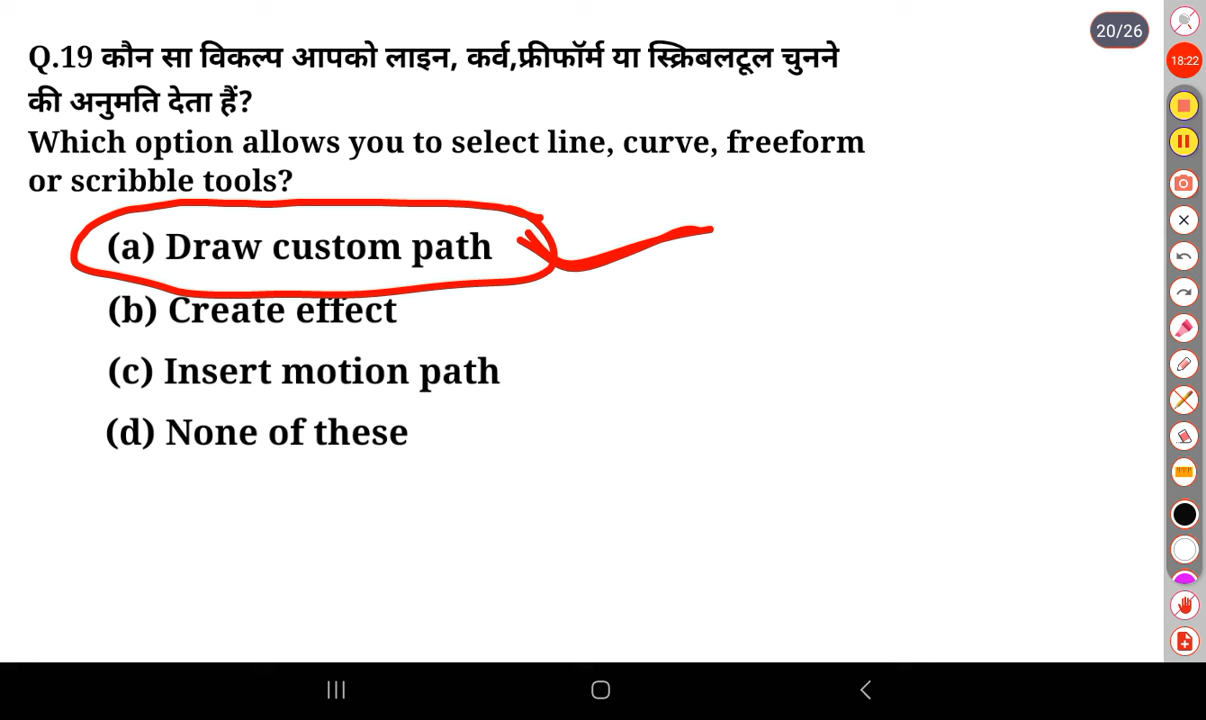 20/26
18:22
Q.19 कौन सा विकल्प आपको लाइन, कर्व,फ्रीफॉर्म या स्क्रिबलटूल चुनने
की अनुमति देता हैं?
Which option allows you to select line, curve, freeform
or scribble tools?
(a) Draw custom path
(b) Create effect
(c) Insert motion path
(d) None of these